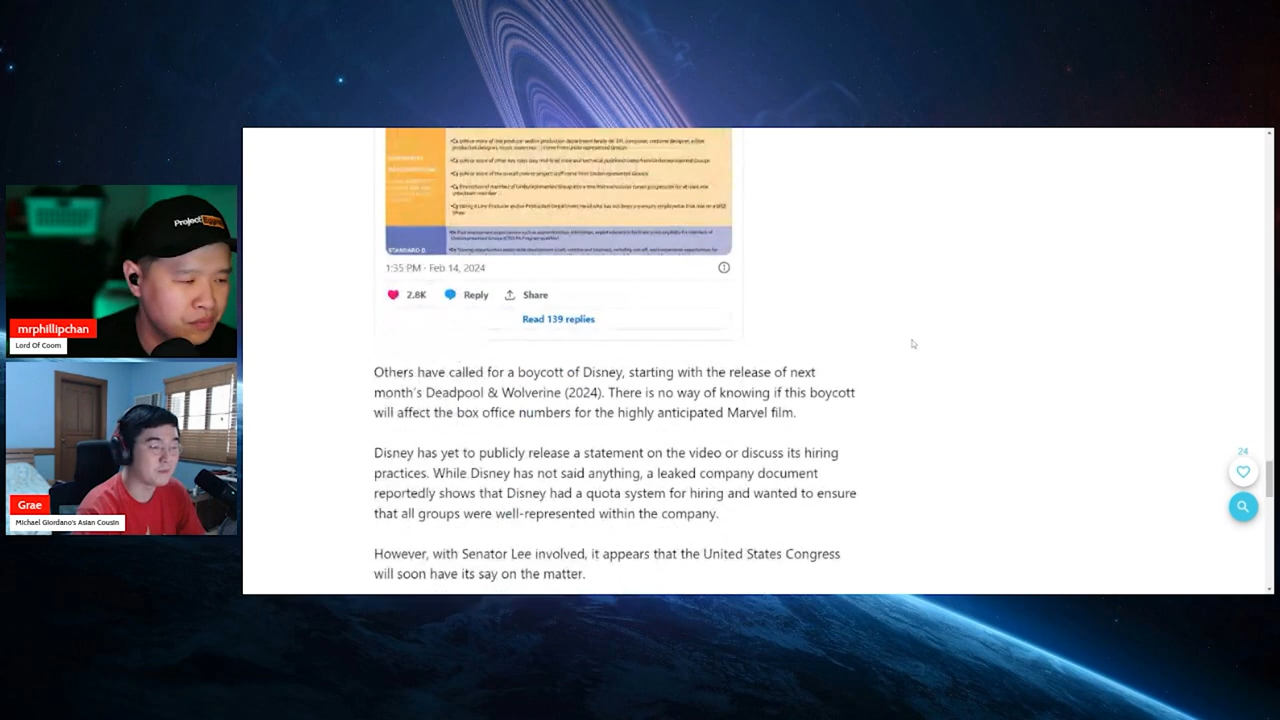 Project
mrphillipchan
Lord Of Coom
Grae
Michael Giordano's Asian Cousin
STANDARD D
1:35 PM · Feb 14, 2024
2.8K Reply Share
Read 139 replies
Others have called for a boycott of Disney, starting with the release of next
month's Deadpool & Wolverine (2024). There is no way of knowing if this boycott
will affect the box office numbers for the highly anticipated Marvel film.
Disney has yet to publicly release a statement on the video or discuss its hiring
practices. While Disney has not said anything, a leaked company document
reportedly shows that Disney had a quota system for hiring and wanted to ensure
that all groups were well-represented within the company.
However, with Senator Lee involved, it appears that the United States Congress
will soon have its say on the matter.
24